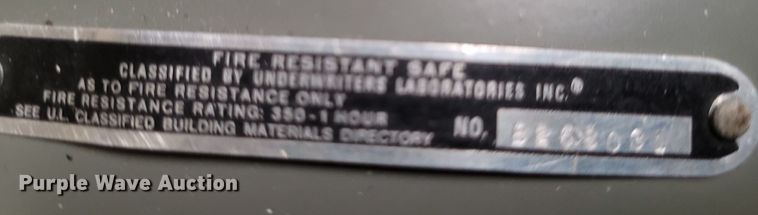 FIRE RESISTANT SAFE
CLASSIFIED BY UNDERWRITERS LABORATORIES INC.®
AS TO FIRE RESISTANCE ONLY
FIRE RESISTANCE RATING: 350-1 HOUR
SEE U.L. CLASSIFIED BUILDING MATERIALS DIRECTORY
NO.
Purple Wave Auction